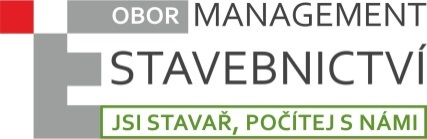 OBOR MANAGEMENT
STAVEBNICTVÍ
JSI STAVAŘ, POČÍTEJ S NÁMI